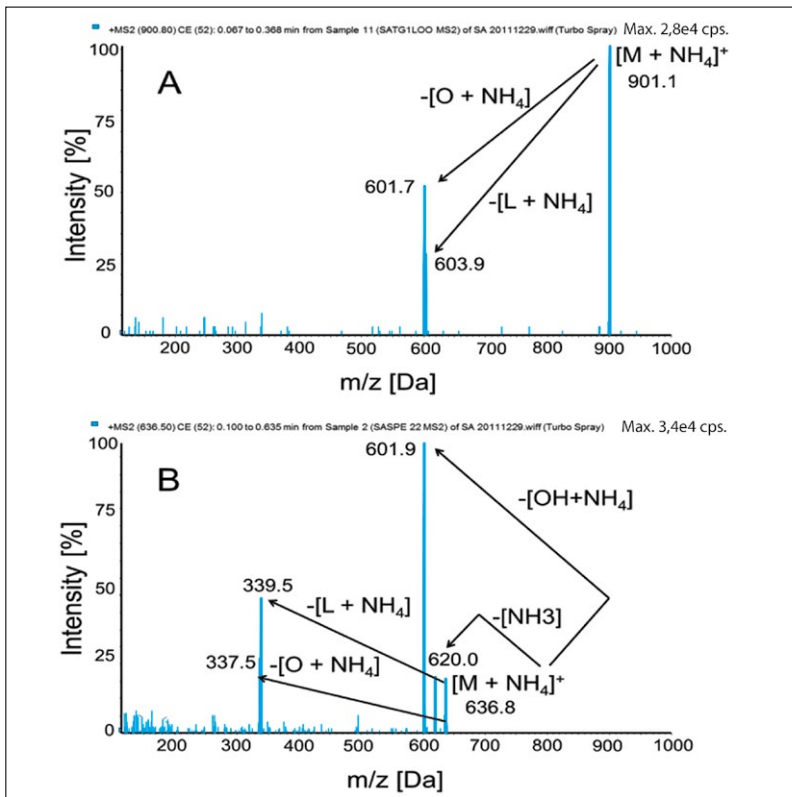 +MS2 (900.80) CE (52): 0.067 to 0.368 min from Sample 11 (SATG1LOO MS2) of SA 20111229.wiff (Turbo Spray) Max. 2,8e4 cps.
100
75
50
25
0
Intensity [%]
A
[M + NH₄]⁺
901.1
-[O + NH₄]
601.7
-[L + NH₄]
603.9
200 300 400 500 600 700 800 900 1000
m/z [Da]
+MS2 (636.50) CE (52): 0.100 to 0.635 min from Sample 2 (SASPE 22 MS2) of SA 20111229.wiff (Turbo Spray) Max. 3,4e4 cps.
100
75
50
25
0
Intensity [%]
B
601.9
-[OH+NH₄]
339.5
-[L + NH₄]
-[NH3]
337.5
-[O + NH₄]
620.0
[M + NH₄]⁺
636.8
200 300 400 500 600 700 800 900 1000
m/z [Da]